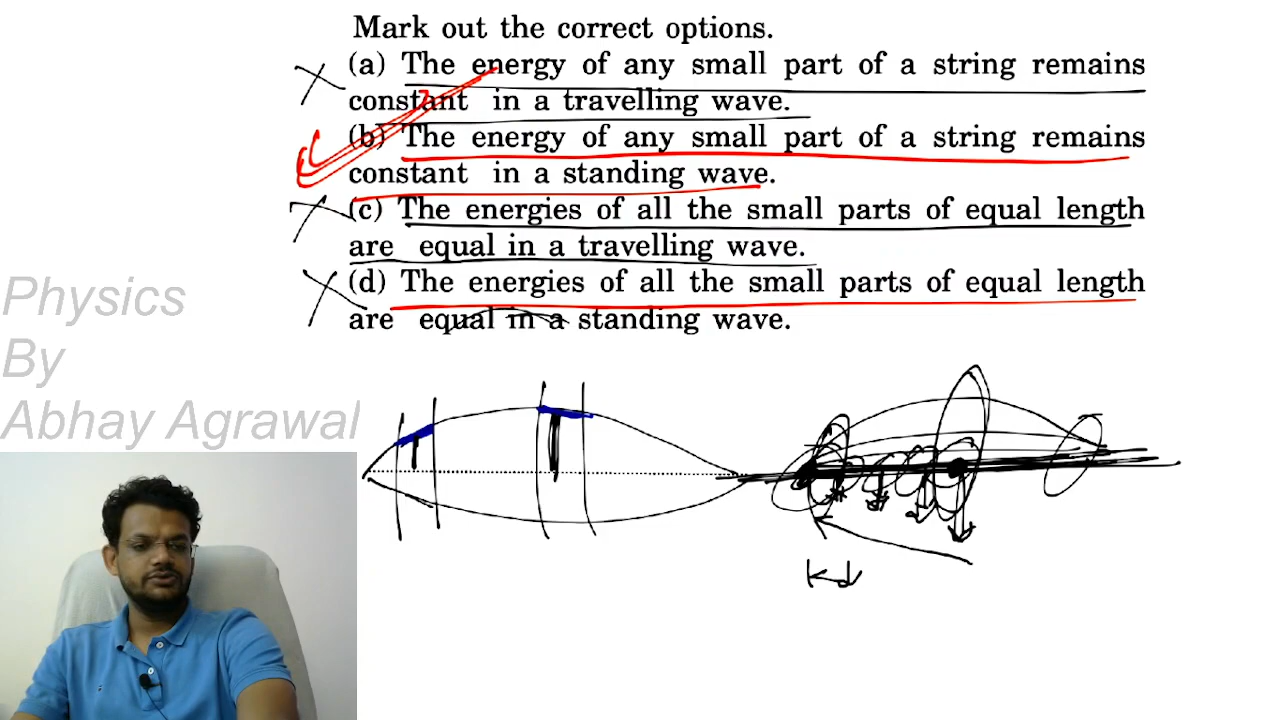 Mark out the correct options.
(a) The energy of any small part of a string remains
constant in a travelling wave.
(b) The energy of any small part of a string remains
constant in a standing wave.
(c) The energies of all the small parts of equal length
are equal in a travelling wave.
(d) The energies of all the small parts of equal length
are equal in a standing wave.
Physics
By
Abhay Agrawal